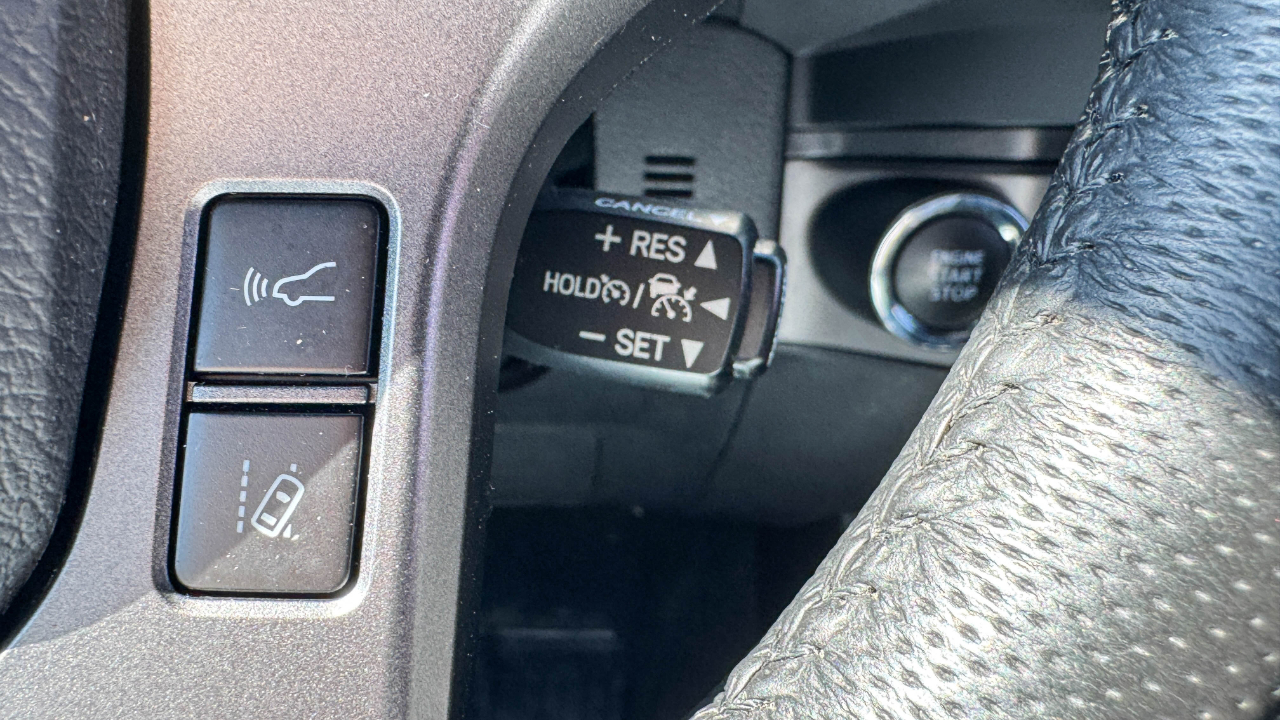 CANCEL
+ RES ▲
HOLD / ◀
− SET ▼
ENGINE
START
STOP